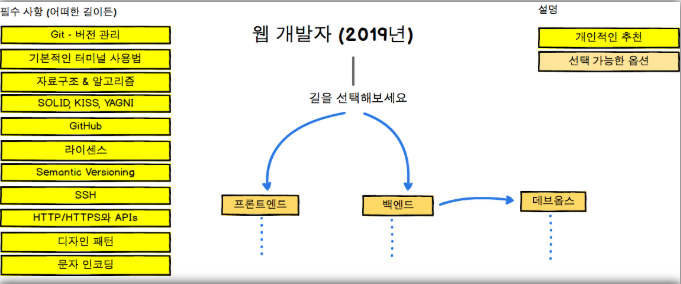 필수 사항 (어떠한 길이든)
Git - 버전 관리
기본적인 터미널 사용법
자료구조 & 알고리즘
SOLID, KISS, YAGNI
GitHub
라이센스
Semantic Versioning
SSH
HTTP/HTTPS와 APIs
디자인 패턴
문자 인코딩
웹 개발자 (2019년)
길을 선택해보세요
프론트엔드
백엔드
데브옵스
설명
개인적인 추천
선택 가능한 옵션